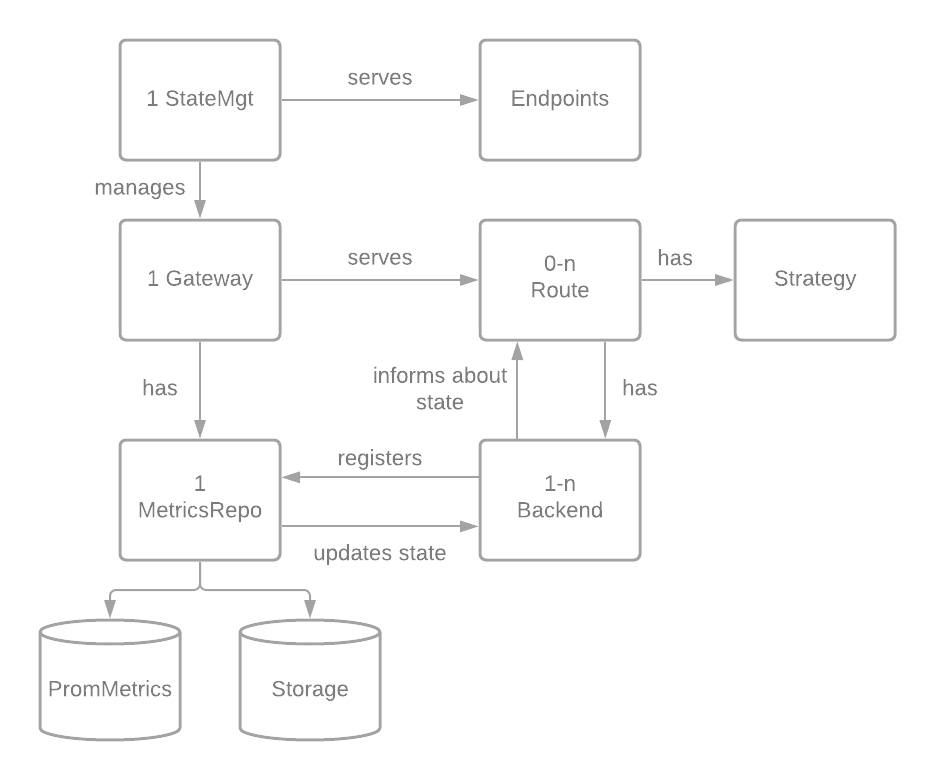 serves
1 StateMgt
Endpoints
manages
serves
0-n
has
1 Gateway
Route
Strategy
informs about
state
has
has
registers
1
MetricsRepo
1-n
Backend
updates state
PromMetrics
Storage